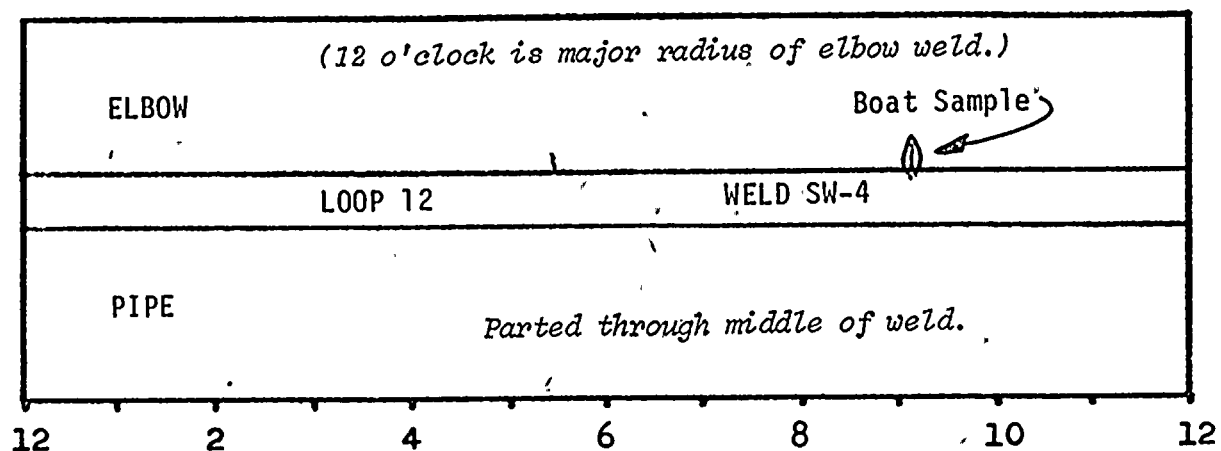 (12 o'clock is major radius of elbow weld.)
ELBOW
Boat Sample
LOOP 12
WELD SW-4
PIPE
Parted through middle of weld.
12 2 4 6 8 10 12